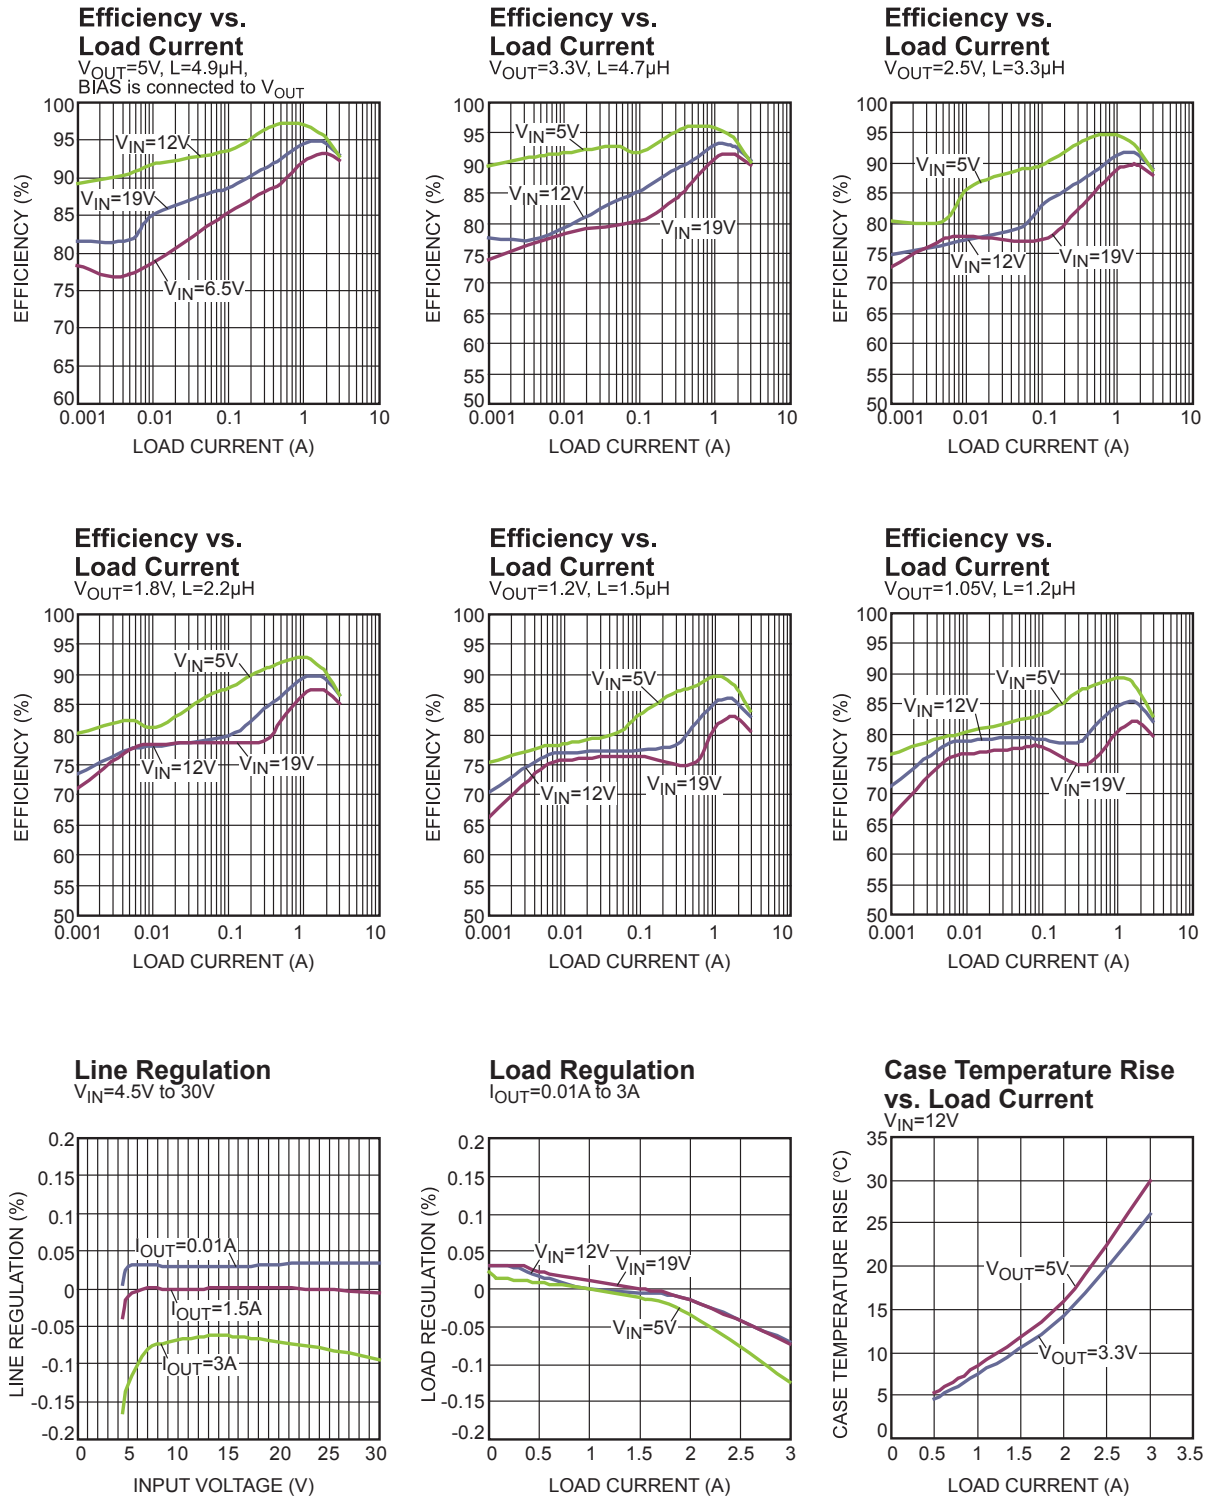 Efficiency vs.
Load Current
VOUT=5V, L=4.9µH,
BIAS is connected to VOUT
EFFICIENCY (%)
100
95
90
85
80
75
70
65
60
VIN=12V
VIN=19V
VIN=6.5V
0.001 0.01 0.1 1 10
LOAD CURRENT (A)
Efficiency vs.
Load Current
VOUT=3.3V, L=4.7µH
EFFICIENCY (%)
100
95
90
85
80
75
70
65
60
55
50
VIN=5V
VIN=12V
VIN=19V
0.001 0.01 0.1 1 10
LOAD CURRENT (A)
Efficiency vs.
Load Current
VOUT=2.5V, L=3.3µH
EFFICIENCY (%)
100
95
90
85
80
75
70
65
60
55
50
VIN=5V
VIN=12V
VIN=19V
0.001 0.01 0.1 1 10
LOAD CURRENT (A)
Efficiency vs.
Load Current
VOUT=1.8V, L=2.2µH
EFFICIENCY (%)
100
95
90
85
80
75
70
65
60
55
50
VIN=5V
VIN=12V
VIN=19V
0.001 0.01 0.1 1 10
LOAD CURRENT (A)
Efficiency vs.
Load Current
VOUT=1.2V, L=1.5µH
EFFICIENCY (%)
100
95
90
85
80
75
70
65
60
55
50
VIN=5V
VIN=12V
VIN=19V
0.001 0.01 0.1 1 10
LOAD CURRENT (A)
Efficiency vs.
Load Current
VOUT=1.05V, L=1.2µH
EFFICIENCY (%)
100
95
90
85
80
75
70
65
60
55
50
VIN=5V
VIN=12V
VIN=19V
0.001 0.01 0.1 1 10
LOAD CURRENT (A)
Line Regulation
VIN=4.5V to 30V
LINE REGULATION (%)
0.2
0.15
0.1
0.05
0
-0.05
-0.1
-0.15
-0.2
IOUT=0.01A
IOUT=1.5A
IOUT=3A
0 5 10 15 20 25 30
INPUT VOLTAGE (V)
Load Regulation
IOUT=0.01A to 3A
LOAD REGULATION (%)
0.2
0.15
0.1
0.05
0
-0.05
-0.1
-0.15
-0.2
VIN=12V
VIN=19V
VIN=5V
0 0.5 1 1.5 2 2.5 3
LOAD CURRENT (A)
Case Temperature Rise
vs. Load Current
VIN=12V
CASE TEMPERATURE RISE (°C)
35
30
25
20
15
10
5
0
VOUT=5V
VOUT=3.3V
0 0.5 1 1.5 2 2.5 3 3.5
LOAD CURRENT (A)